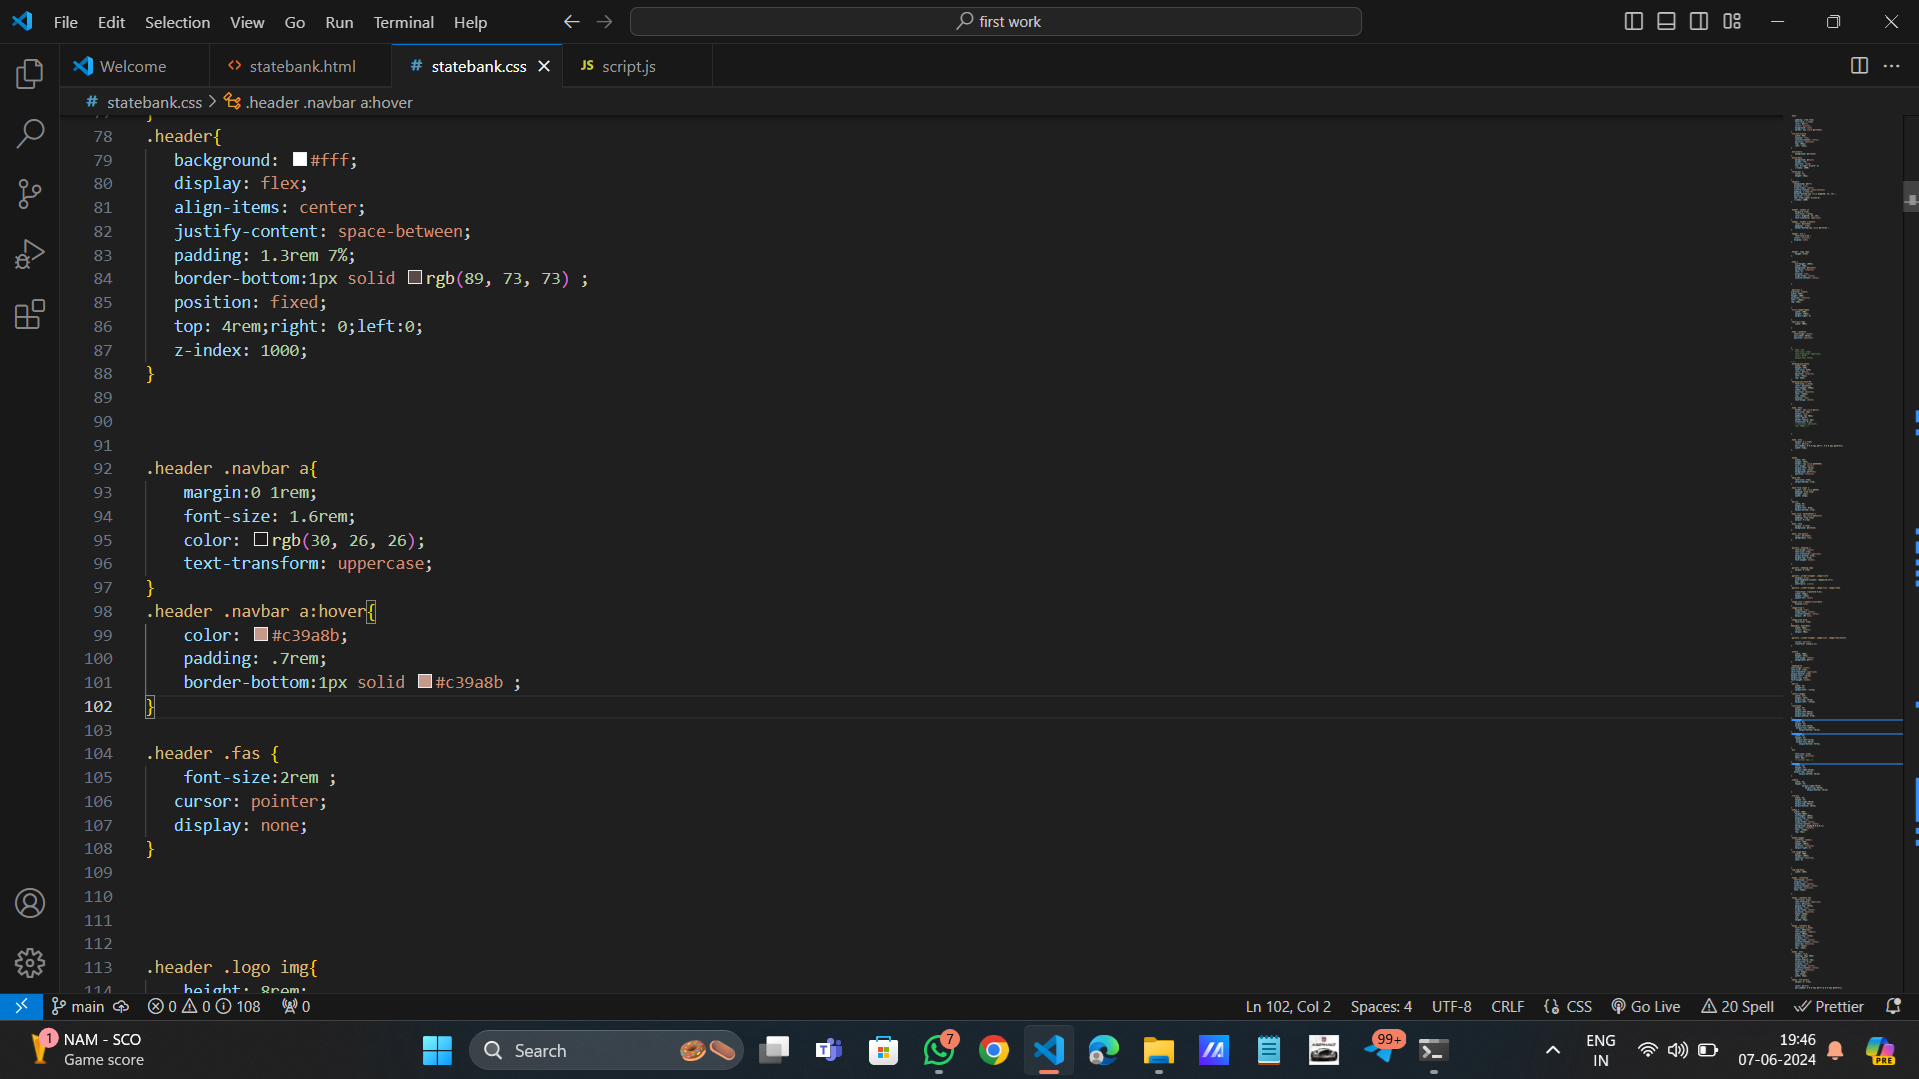 File Edit Selection View Go Run Terminal Help first work
Welcome statebank.html # statebank.css JS script.js
# statebank.css .header .navbar a:hover
77 }
78 .header{
79 background: #fff;
80 display: flex;
81 align-items: center;
82 justify-content: space-between;
83 padding: 1.3rem 7%;
84 border-bottom:1px solid rgb(89, 73, 73) ;
85 position: fixed;
86 top: 4rem;right: 0;left:0;
87 z-index: 1000;
88 }
89
90
91
92 .header .navbar a{
93 margin:0 1rem;
94 font-size: 1.6rem;
95 color: rgb(30, 26, 26);
96 text-transform: uppercase;
97 }
98 .header .navbar a:hover{
99 color: #c39a8b;
100 padding: .7rem;
101 border-bottom:1px solid #c39a8b ;
102 }
103
104 .header .fas {
105 font-size:2rem ;
106 cursor: pointer;
107 display: none;
108 }
109
110
111
112
113 .header .logo img{
114 height: 8rem;
main 0 0 108 0 Ln 102, Col 2 Spaces: 4 UTF-8 CRLF CSS Go Live 20 Spell Prettier
1 NAM - SCO
Game score
Search
7
99+
ENG
IN
19:46
07-06-2024
PRE